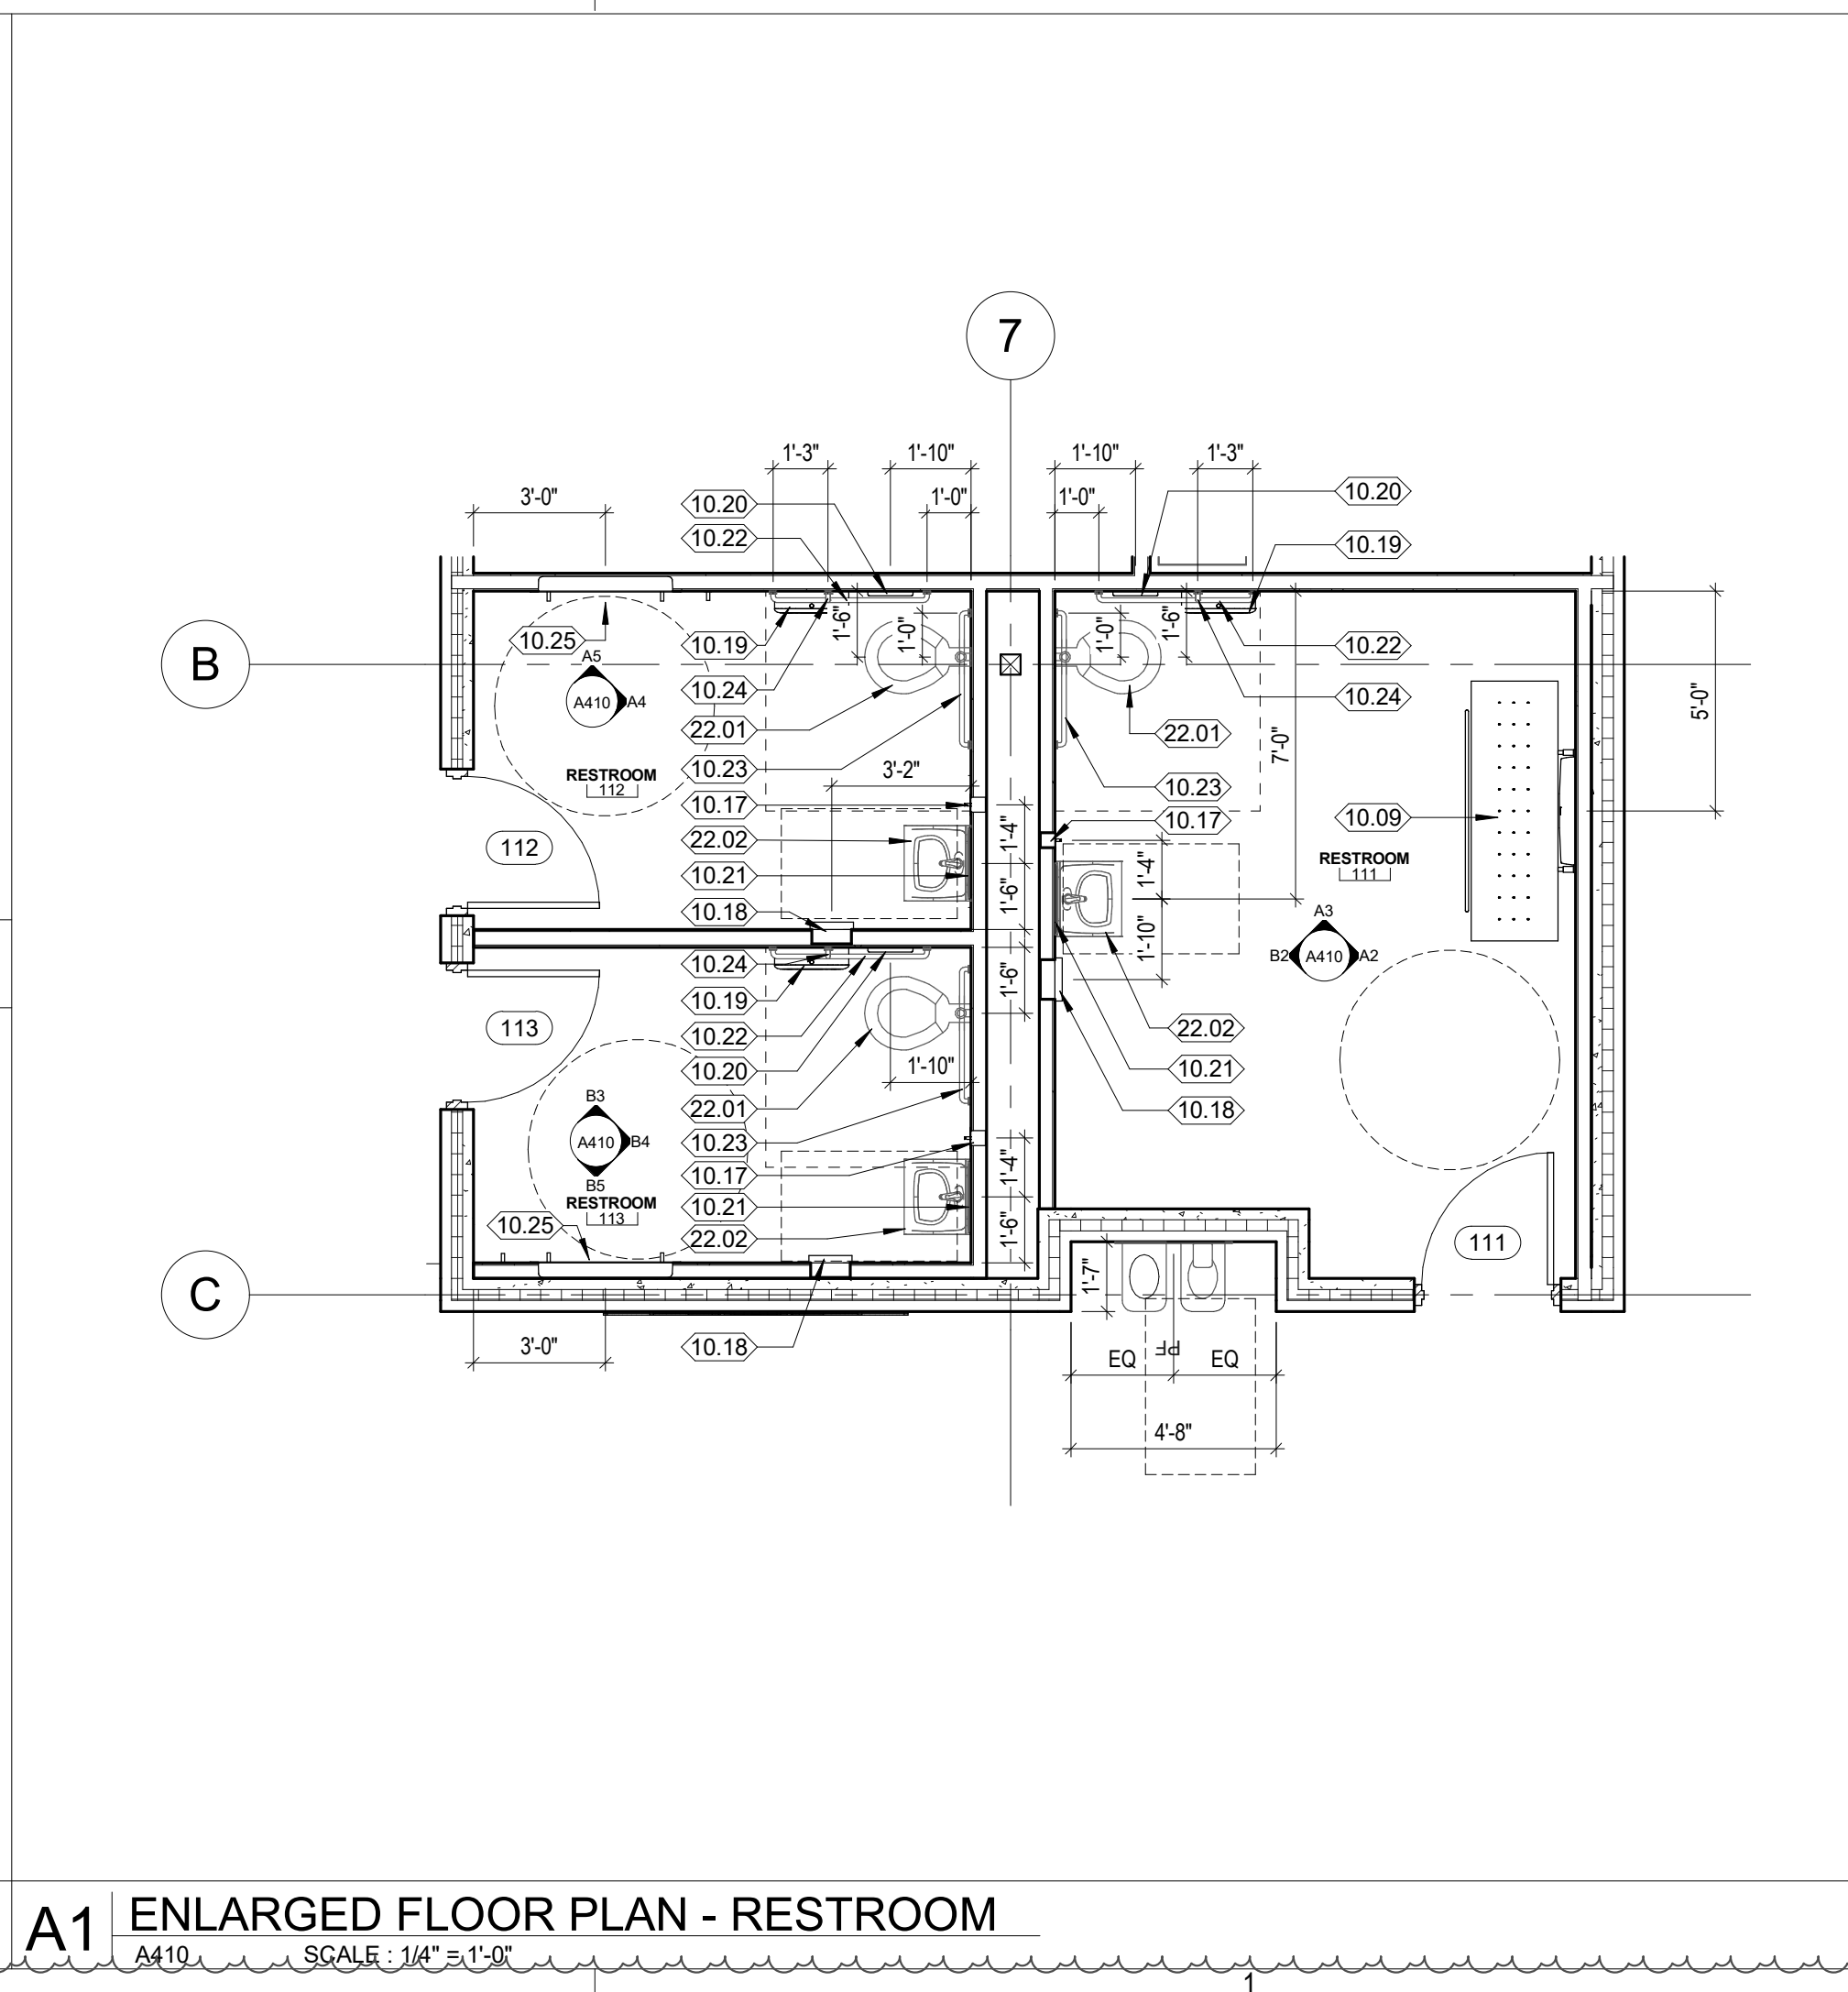 7
1'-3"
1'-10"
1'-10"
1'-3"
3'-0"
10.20
1'-0"
1'-0"
10.20
10.22
10.19
10.25
10.19
1'-6"
1'-0"
1'-0"
1'-6"
10.22
B
A5
A410
A4
10.24
10.24
5'-0"
22.01
22.01
7'-0"
RESTROOM
112
10.23
3'-2"
10.23
10.17
10.17
10.09
112
22.02
1'-4"
1'-4"
RESTROOM
111
10.21
1'-6"
10.18
A3
B2
A410
A2
1'-10"
10.24
10.19
1'-6"
113
10.22
22.02
10.20
1'-10"
10.21
B3
A410
B4
B5
22.01
10.18
10.23
10.17
1'-4"
RESTROOM
113
10.21
10.25
22.02
1'-6"
111
C
1'-7"
3'-0"
10.18
EQ
PF
EQ
4'-8"
A1
ENLARGED FLOOR PLAN - RESTROOM
A410
SCALE : 1/4" = 1'-0"
1